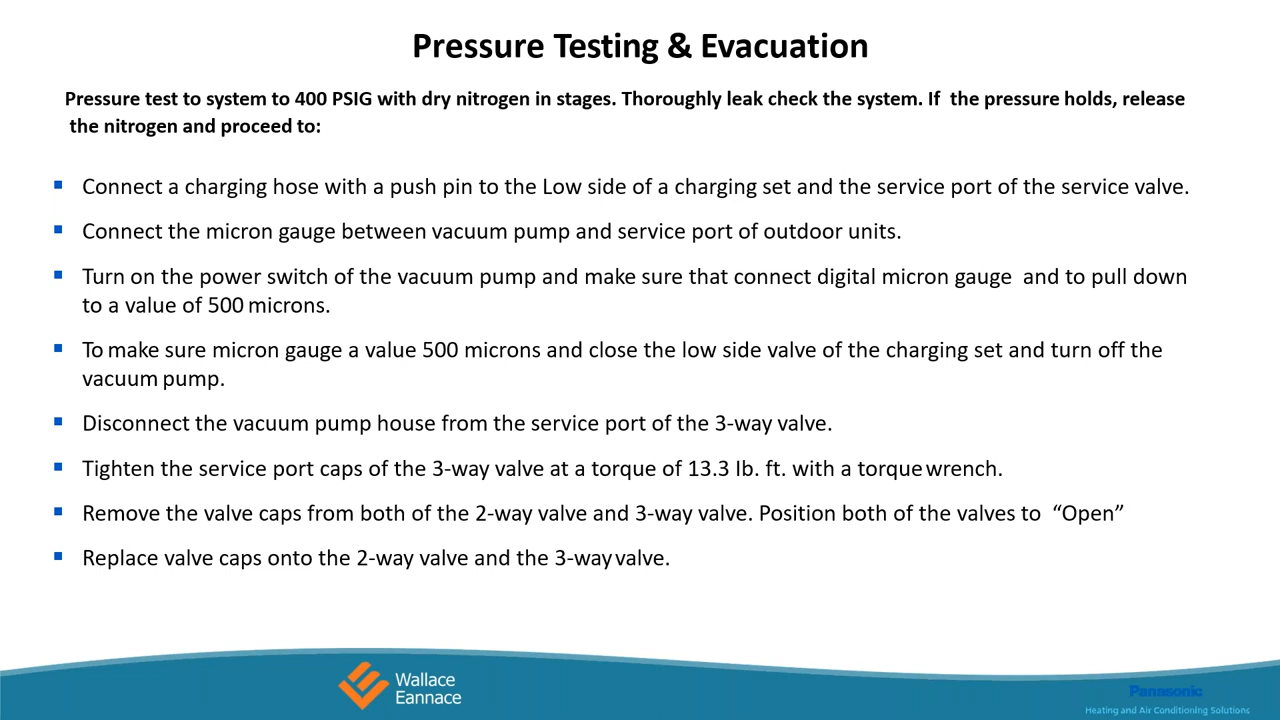 Pressure Testing & Evacuation
Pressure test to system to 400 PSIG with dry nitrogen in stages. Thoroughly leak check the system. If the pressure holds, release
the nitrogen and proceed to:
Connect a charging hose with a push pin to the Low side of a charging set and the service port of the service valve.
Connect the micron gauge between vacuum pump and service port of outdoor units.
Turn on the power switch of the vacuum pump and make sure that connect digital micron gauge and to pull down
to a value of 500 microns.
To make sure micron gauge a value 500 microns and close the low side valve of the charging set and turn off the
vacuum pump.
Disconnect the vacuum pump house from the service port of the 3-way valve.
Tighten the service port caps of the 3-way valve at a torque of 13.3 lb. ft. with a torque wrench.
Remove the valve caps from both of the 2-way valve and 3-way valve. Position both of the valves to “Open”
Replace valve caps onto the 2-way valve and the 3-way valve.
Wallace
Eannace
Panasonic
Heating and Air Conditioning Solutions